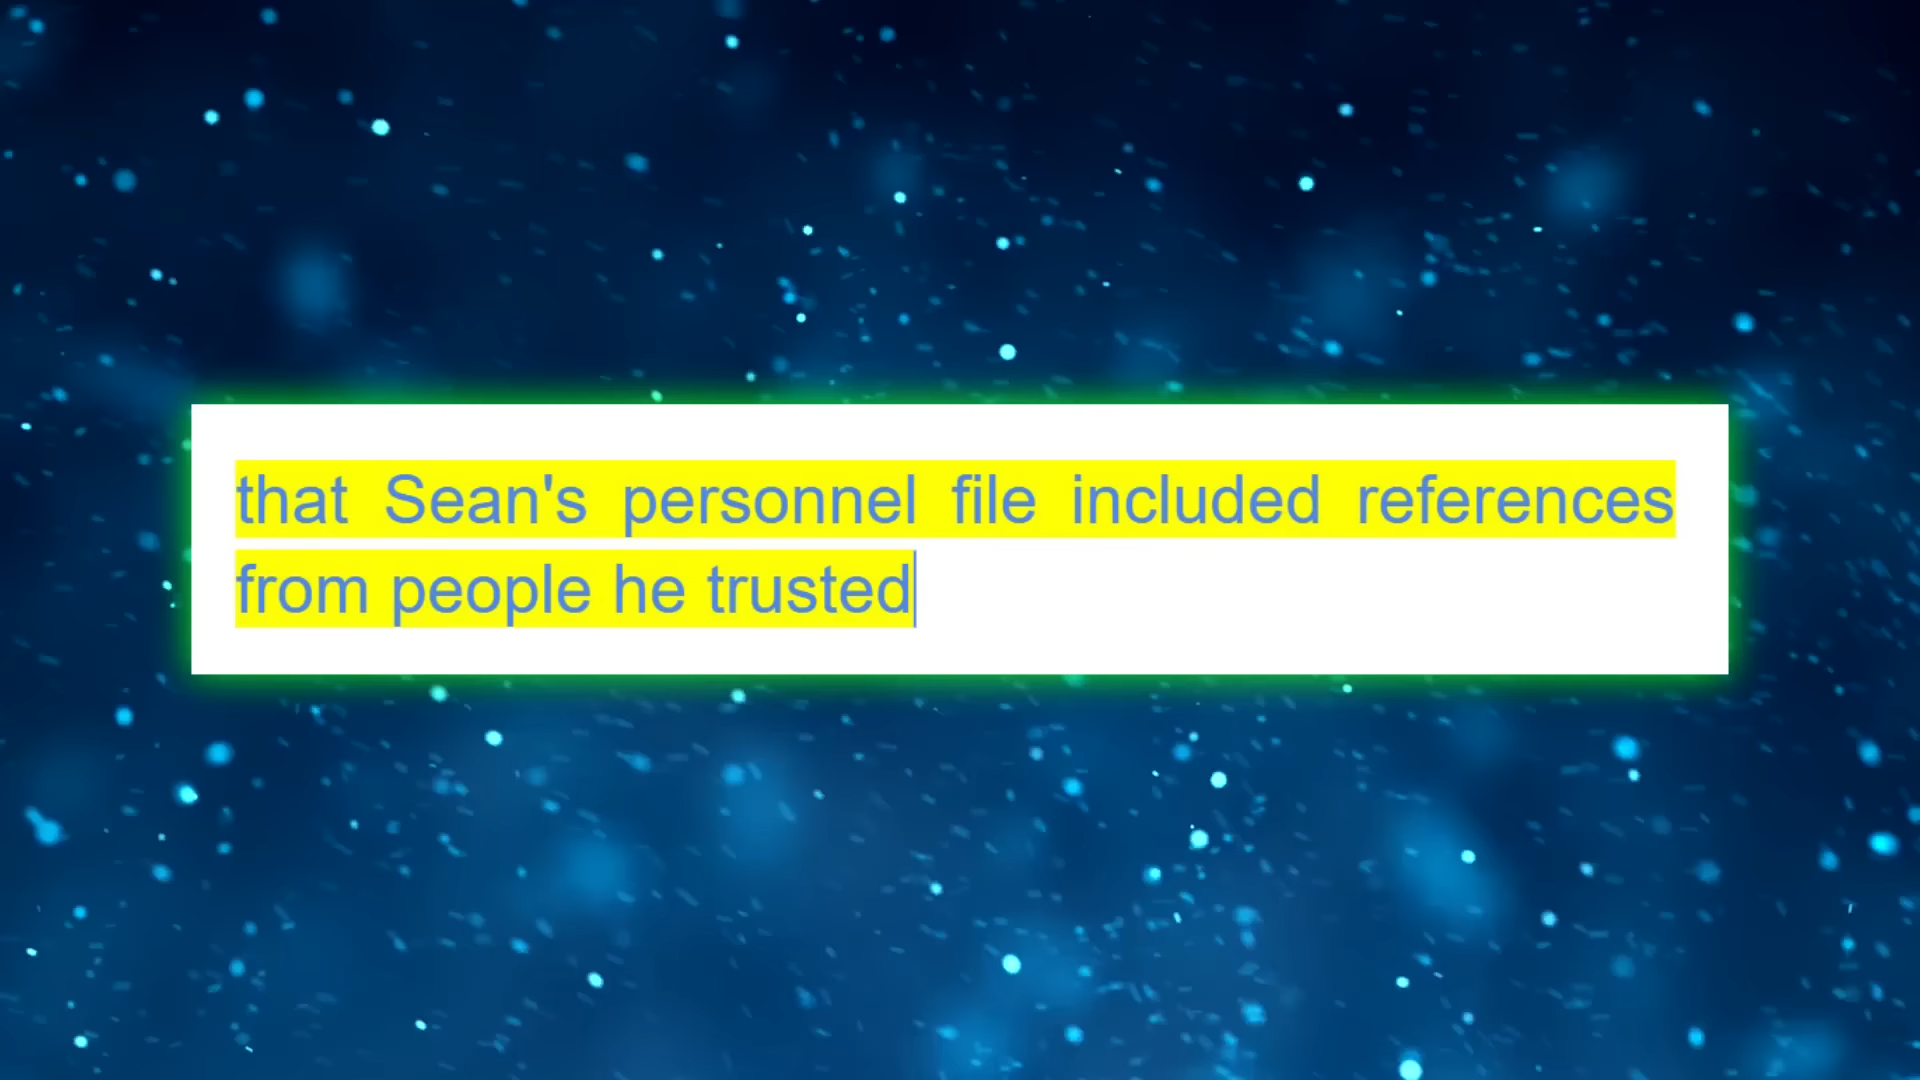 that Sean's personnel file included references
from people he trusted